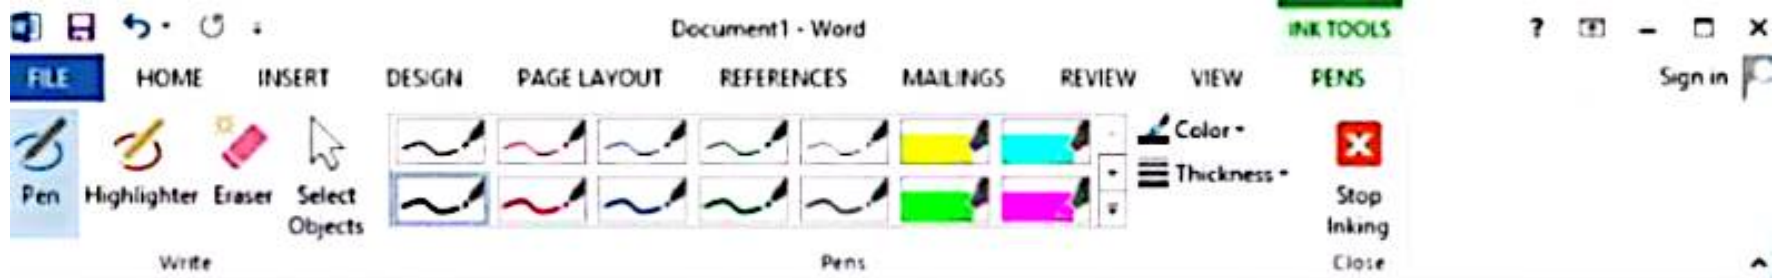 Document1 - Word
INK TOOLS
?
FILE HOME INSERT DESIGN PAGE LAYOUT REFERENCES MAILINGS REVIEW VIEW PENS Sign in
Pen Highlighter Eraser Select Objects
Color
Thickness
Stop Inking
Write Pens Close